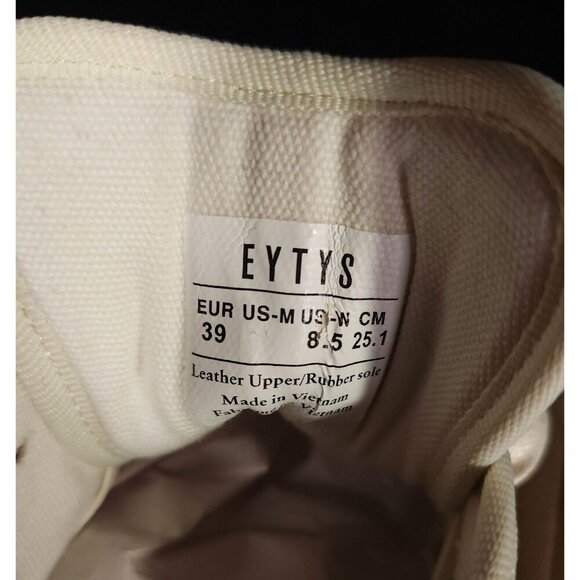 EYTYS
EUR US-M US-W CM
39 8.5 25.1
Leather Upper/Rubber sole
Made in Vietnam